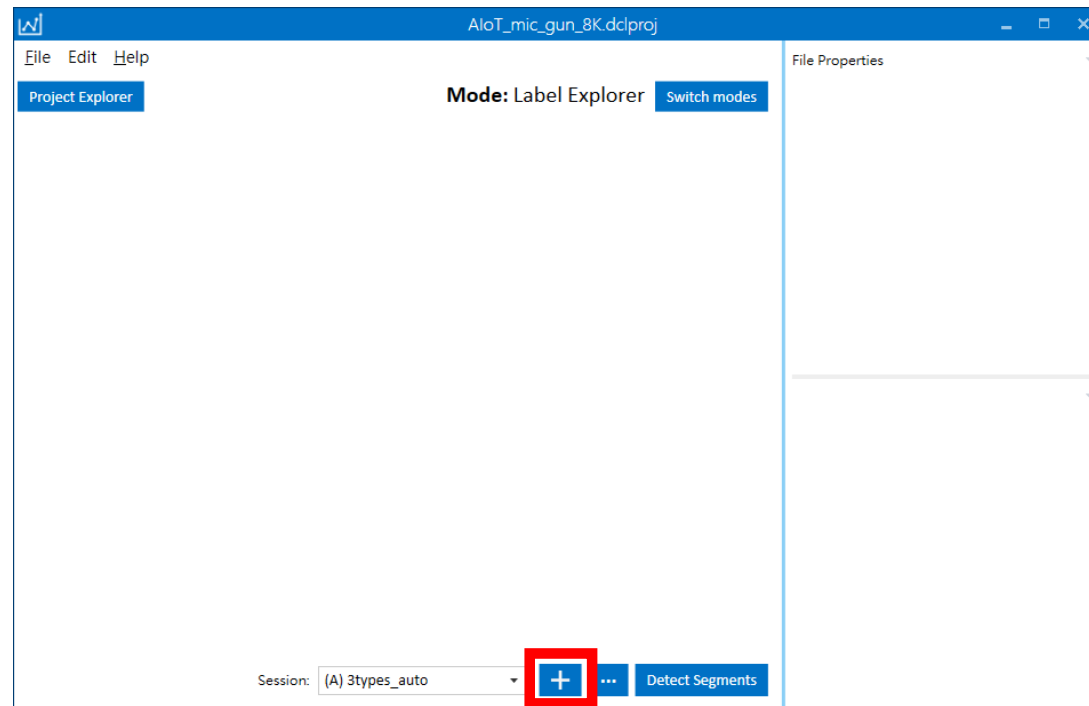 AIoT_mic_gun_8K.dclproj
File Edit Help
File Properties
Project Explorer
Mode: Label Explorer
Switch modes
Session: (A) 3types_auto
+
...
Detect Segments